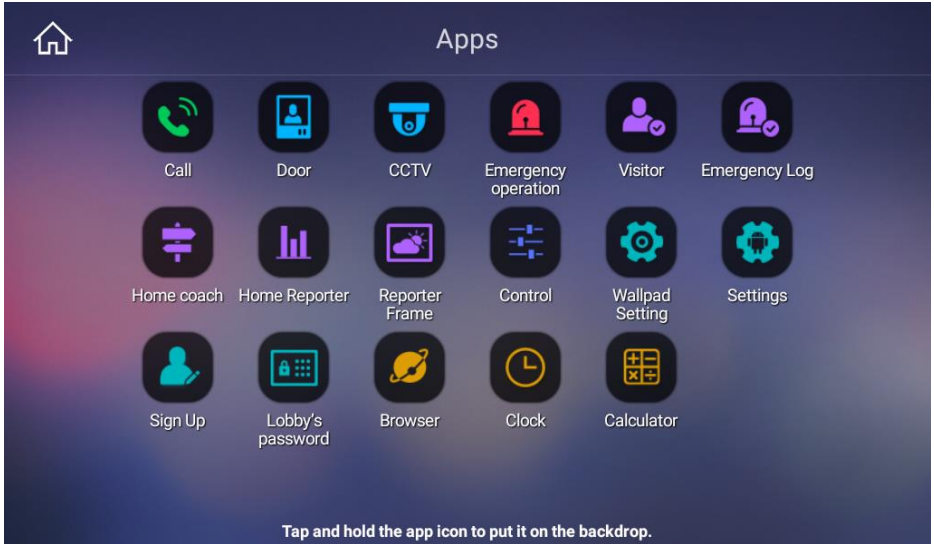 Apps
Call
Door
CCTV
Emergency
operation
Visitor
Emergency Log
Home coach
Home Reporter
Reporter
Frame
Control
Wallpad
Setting
Settings
Sign Up
Lobby's
password
Browser
Clock
Calculator
Tap and hold the app icon to put it on the backdrop.